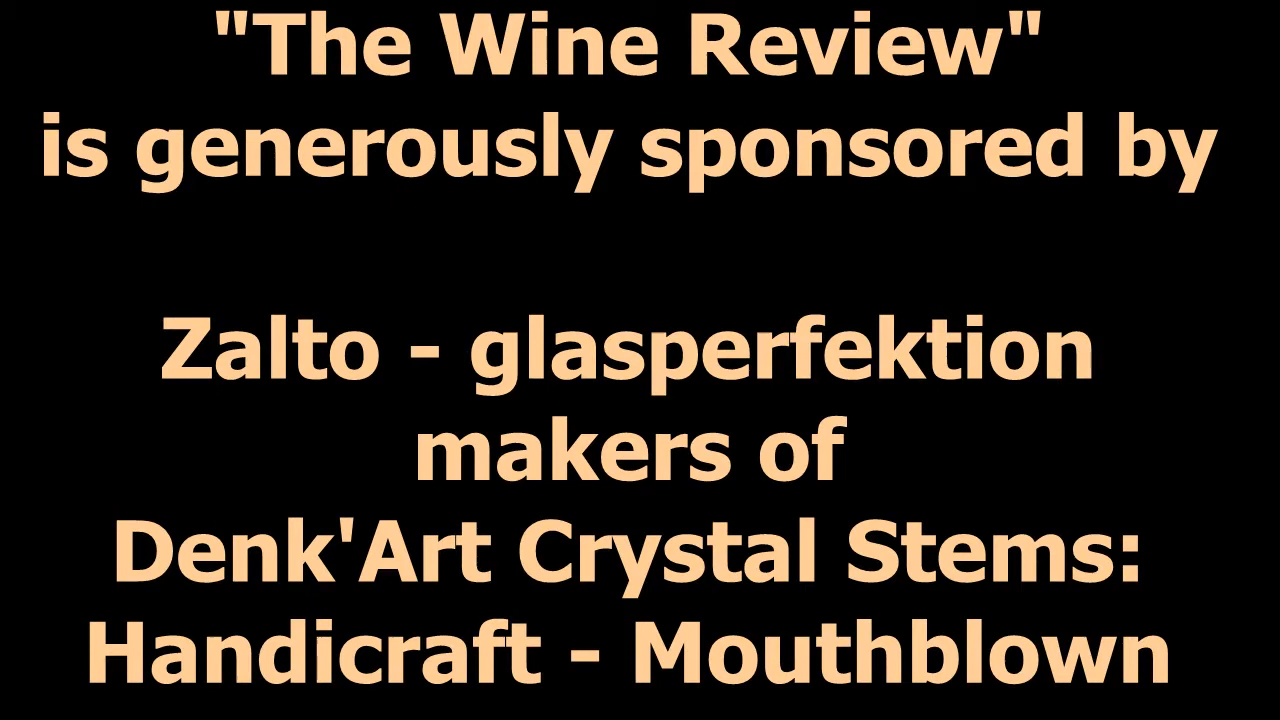 "The Wine Review"
is generously sponsored by
Zalto - glasperfektion
makers of
Denk'Art Crystal Stems:
Handicraft - Mouthblown